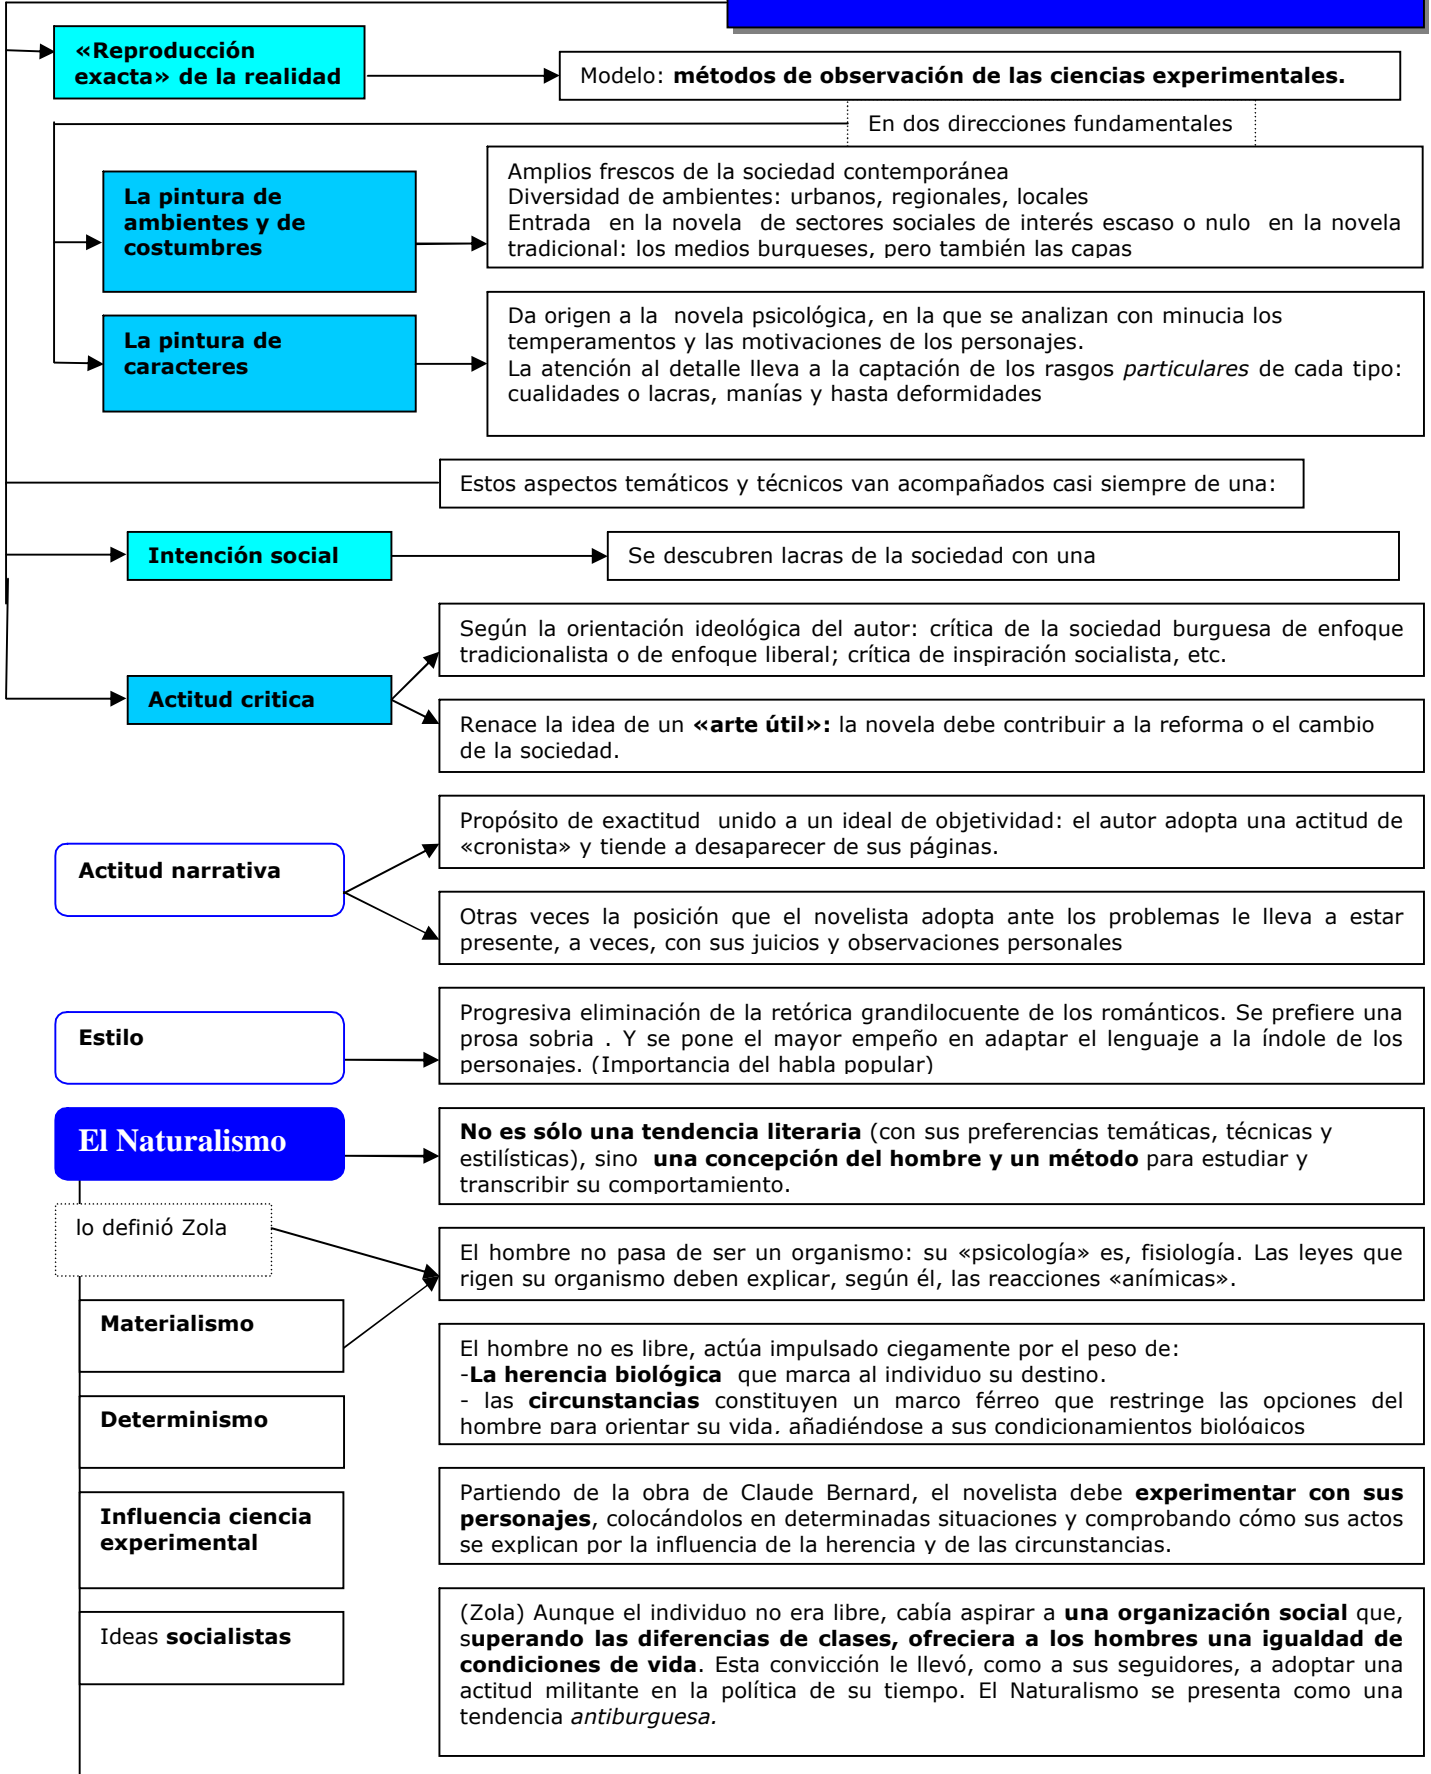 «Reproducción
exacta» de la realidad
Modelo: métodos de observación de las ciencias experimentales.
En dos direcciones fundamentales
La pintura de
ambientes y de
costumbres
Amplios frescos de la sociedad contemporánea
Diversidad de ambientes: urbanos, regionales, locales
Entrada en la novela de sectores sociales de interés escaso o nulo en la novela
tradicional: los medios burgueses, pero también las capas
La pintura de
caracteres
Da origen a la novela psicológica, en la que se analizan con minucia los
temperamentos y las motivaciones de los personajes.
La atención al detalle lleva a la captación de los rasgos particulares de cada tipo:
cualidades o lacras, manías y hasta deformidades
Estos aspectos temáticos y técnicos van acompañados casi siempre de una:
Intención social
Se descubren lacras de la sociedad con una
Actitud critica
Según la orientación ideológica del autor: crítica de la sociedad burguesa de enfoque
tradicionalista o de enfoque liberal; crítica de inspiración socialista, etc.
Renace la idea de un «arte útil»: la novela debe contribuir a la reforma o el cambio
de la sociedad.
Actitud narrativa
Propósito de exactitud unido a un ideal de objetividad: el autor adopta una actitud de
«cronista» y tiende a desaparecer de sus páginas.
Otras veces la posición que el novelista adopta ante los problemas le lleva a estar
presente, a veces, con sus juicios y observaciones personales
Estilo
Progresiva eliminación de la retórica grandilocuente de los románticos. Se prefiere una
prosa sobria . Y se pone el mayor empeño en adaptar el lenguaje a la índole de los
personajes. (Importancia del habla popular)
El Naturalismo
No es sólo una tendencia literaria (con sus preferencias temáticas, técnicas y
estilísticas), sino una concepción del hombre y un método para estudiar y
transcribir su comportamiento.
lo definió Zola
El hombre no pasa de ser un organismo: su «psicología» es, fisiología. Las leyes que
rigen su organismo deben explicar, según él, las reacciones «anímicas».
Materialismo
El hombre no es libre, actúa impulsado ciegamente por el peso de:
-La herencia biológica que marca al individuo su destino.
- las circunstancias constituyen un marco férreo que restringe las opciones del
hombre para orientar su vida, añadiéndose a sus condicionamientos biológicos
Determinismo
Influencia ciencia
experimental
Partiendo de la obra de Claude Bernard, el novelista debe experimentar con sus
personajes, colocándolos en determinadas situaciones y comprobando cómo sus actos
se explican por la influencia de la herencia y de las circunstancias.
Ideas socialistas
(Zola) Aunque el individuo no era libre, cabía aspirar a una organización social que,
superando las diferencias de clases, ofreciera a los hombres una igualdad de
condiciones de vida. Esta convicción le llevó, como a sus seguidores, a adoptar una
actitud militante en la política de su tiempo. El Naturalismo se presenta como una
tendencia antiburguesa.